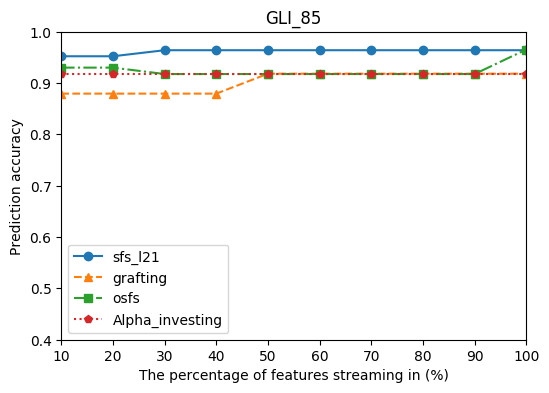 GLI_85
1.0
0.9
0.8
0.7
0.6
0.5
0.4
Prediction accuracy
sfs_l21
grafting
osfs
Alpha_investing
10 20 30 40 50 60 70 80 90 100
The percentage of features streaming in (%)